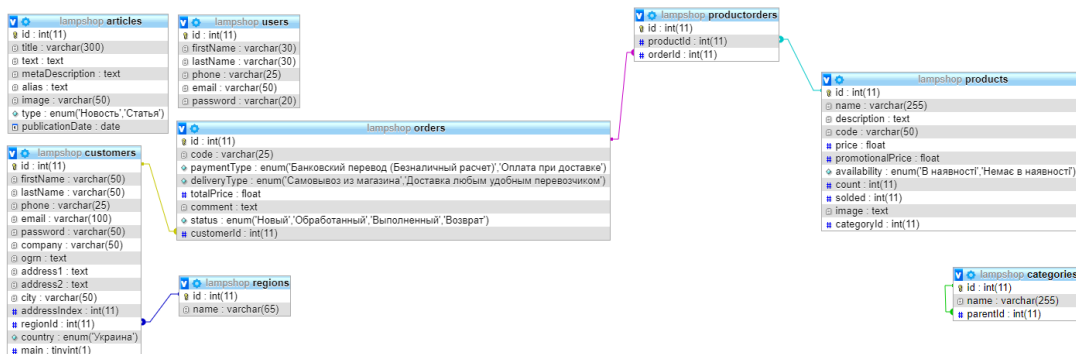 lampshop articles
id : int(11)
title : varchar(300)
text : text
metaDescription : text
alias : text
image : varchar(50)
type : enum('Новость','Статья')
publicationDate : date
lampshop users
id : int(11)
firstName : varchar(30)
lastName : varchar(30)
phone : varchar(25)
email : varchar(50)
password : varchar(20)
lampshop productorders
id : int(11)
productId : int(11)
orderId : int(11)
lampshop products
id : int(11)
name : varchar(255)
description : text
code : varchar(50)
price : float
promotionalPrice : float
availability : enum('В наявності','Немає в наявності')
count : int(11)
solded : int(11)
image : text
categoryId : int(11)
lampshop orders
id : int(11)
code : varchar(25)
paymentType : enum('Банковский перевод (Безналичный расчет)','Оплата при доставке')
deliveryType : enum('Самовывоз из магазина','Доставка любым удобным перевозчиком')
totalPrice : float
comment : text
status : enum('Новый','Обработанный','Выполненный','Возврат')
customerId : int(11)
lampshop customers
id : int(11)
firstName : varchar(50)
lastName : varchar(50)
phone : varchar(25)
email : varchar(100)
password : varchar(50)
company : varchar(50)
ogrn : text
address1 : text
address2 : text
city : varchar(50)
addressIndex : int(11)
regionId : int(11)
country : enum('Украина')
main : tinyint(1)
lampshop regions
id : int(11)
name : varchar(65)
lampshop categories
id : int(11)
name : varchar(255)
parentId : int(11)